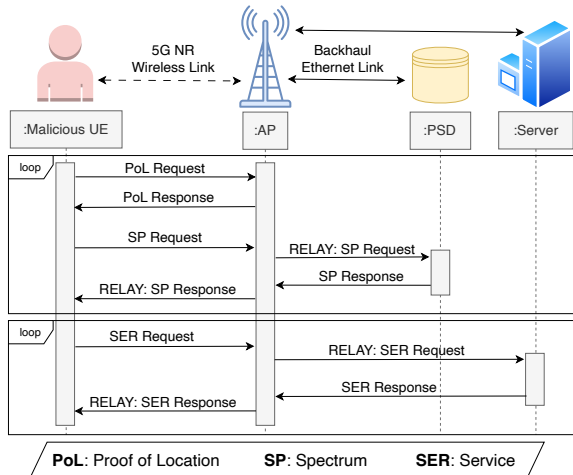 5G NR
Wireless Link
Backhaul
Ethernet Link
:Malicious UE
:AP
:PSD
:Server
loop
PoL Request
PoL Response
SP Request
RELAY: SP Request
SP Response
RELAY: SP Response
loop
SER Request
RELAY: SER Request
SER Response
RELAY: SER Response
PoL: Proof of Location SP: Spectrum SER: Service